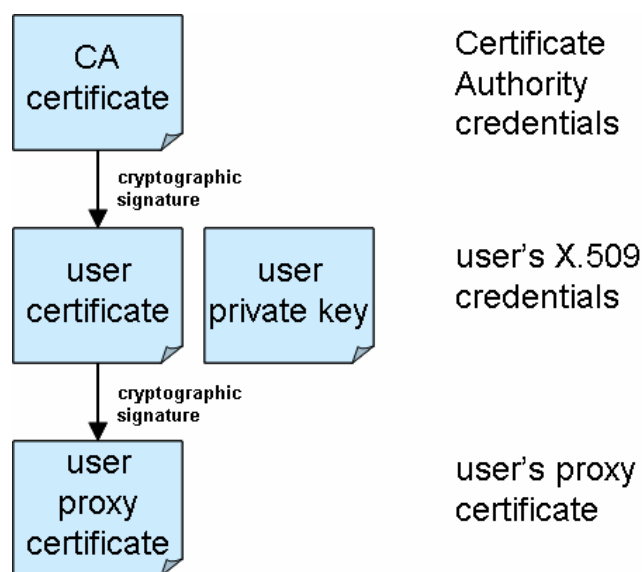 CA
certificate
Certificate
Authority
credentials
cryptographic
signature
user
certificate
user
private key
user's X.509
credentials
cryptographic
signature
user
proxy
certificate
user's proxy
certificate